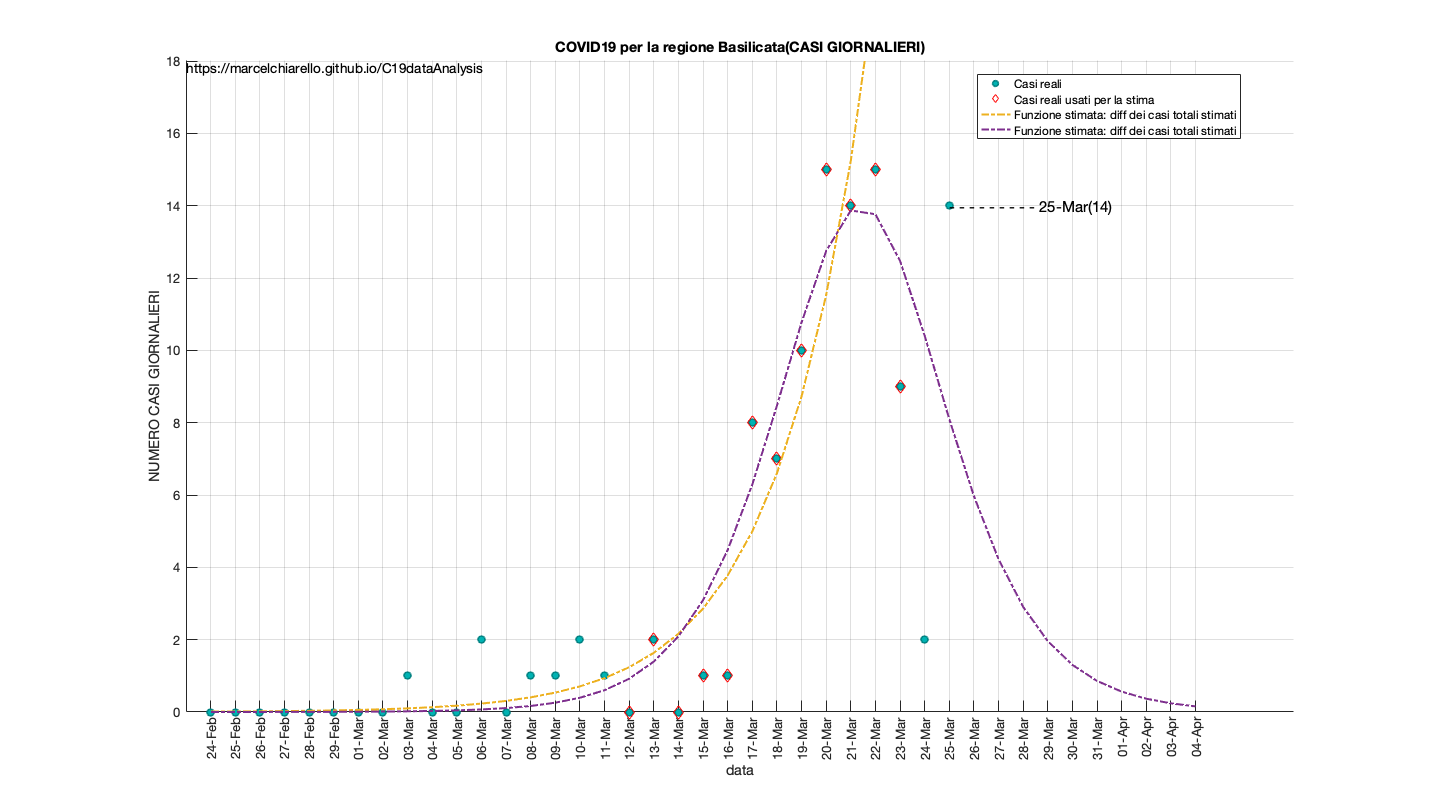 COVID19 per la regione Basilicata(CASI GIORNALIERI)
https://marcelchiarello.github.io/C19dataAnalysis
Casi reali
Casi reali usati per la stima
Funzione stimata: diff dei casi totali stimati
Funzione stimata: diff dei casi totali stimati
25-Mar(14)
NUMERO CASI GIORNALIERI
18
16
14
12
10
8
6
4
2
0
24-Feb
25-Feb
26-Feb
27-Feb
28-Feb
29-Feb
01-Mar
02-Mar
03-Mar
04-Mar
05-Mar
06-Mar
07-Mar
08-Mar
09-Mar
10-Mar
11-Mar
12-Mar
13-Mar
14-Mar
15-Mar
16-Mar
17-Mar
18-Mar
19-Mar
20-Mar
21-Mar
22-Mar
23-Mar
24-Mar
25-Mar
26-Mar
27-Mar
28-Mar
29-Mar
30-Mar
31-Mar
01-Apr
02-Apr
03-Apr
04-Apr
data